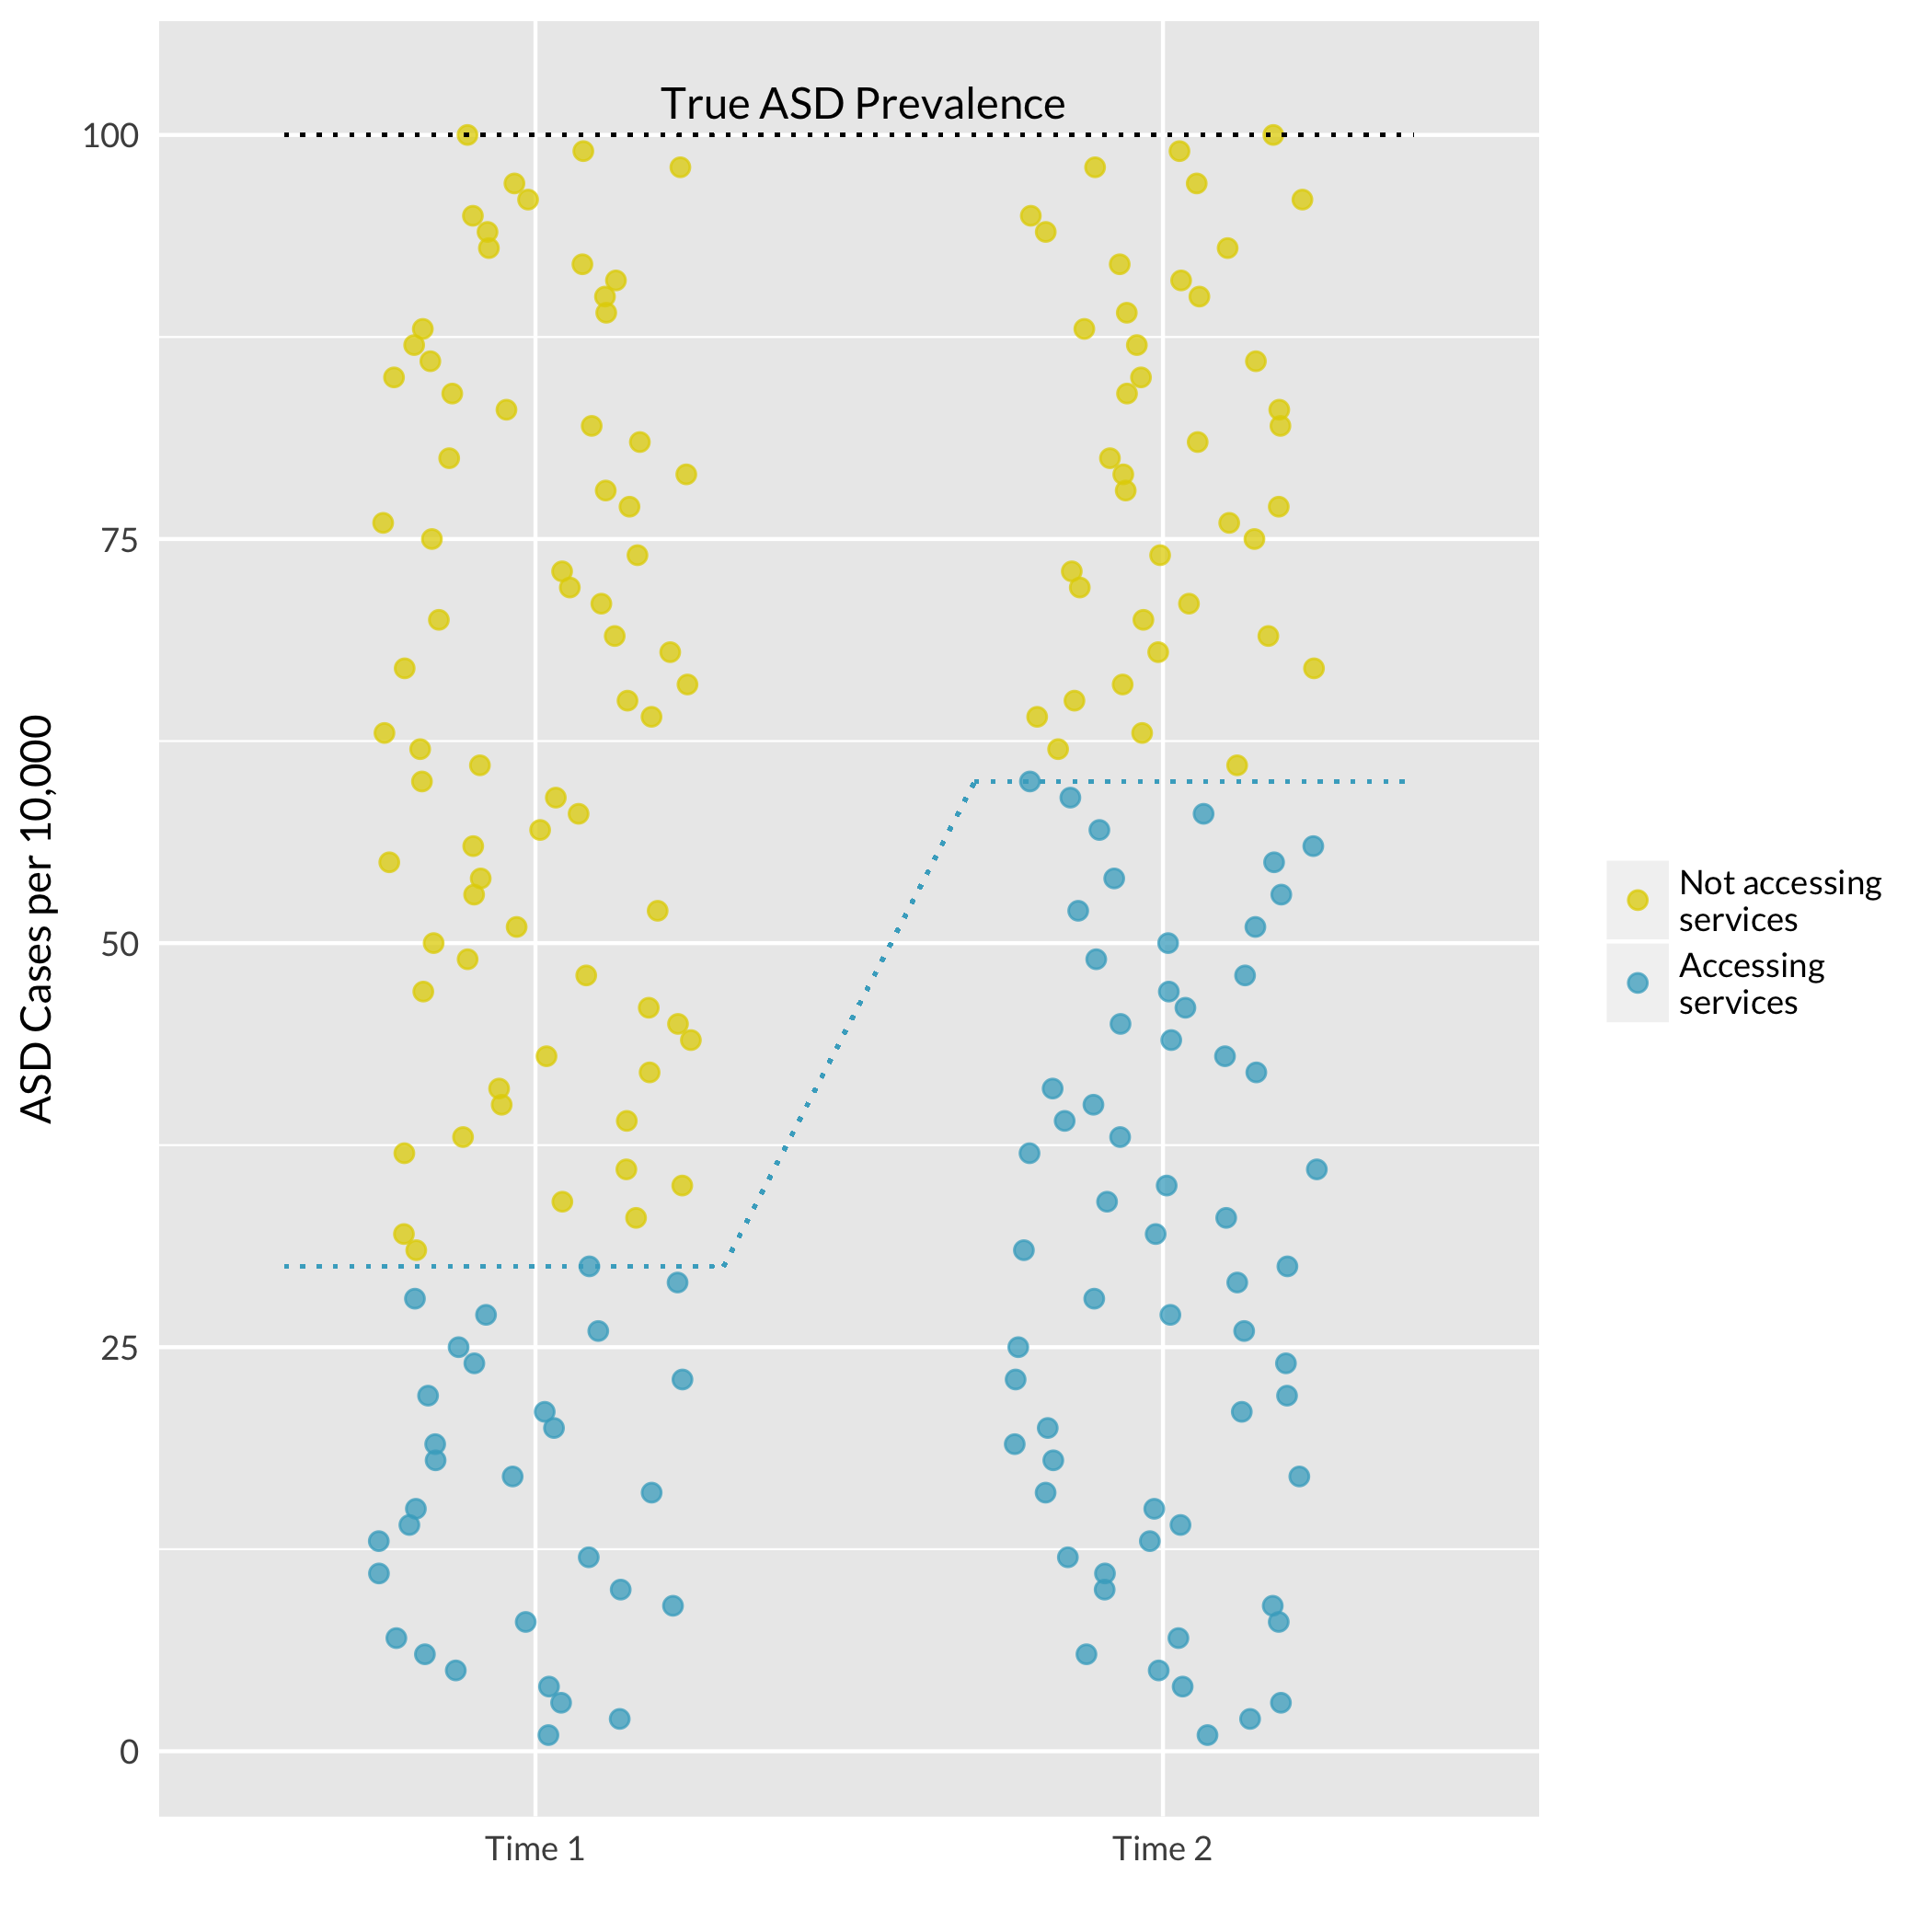 True ASD Prevalence
100
75
50
25
0
ASD Cases per 10,000
Time 1
Time 2
Not accessing
services
Accessing
services